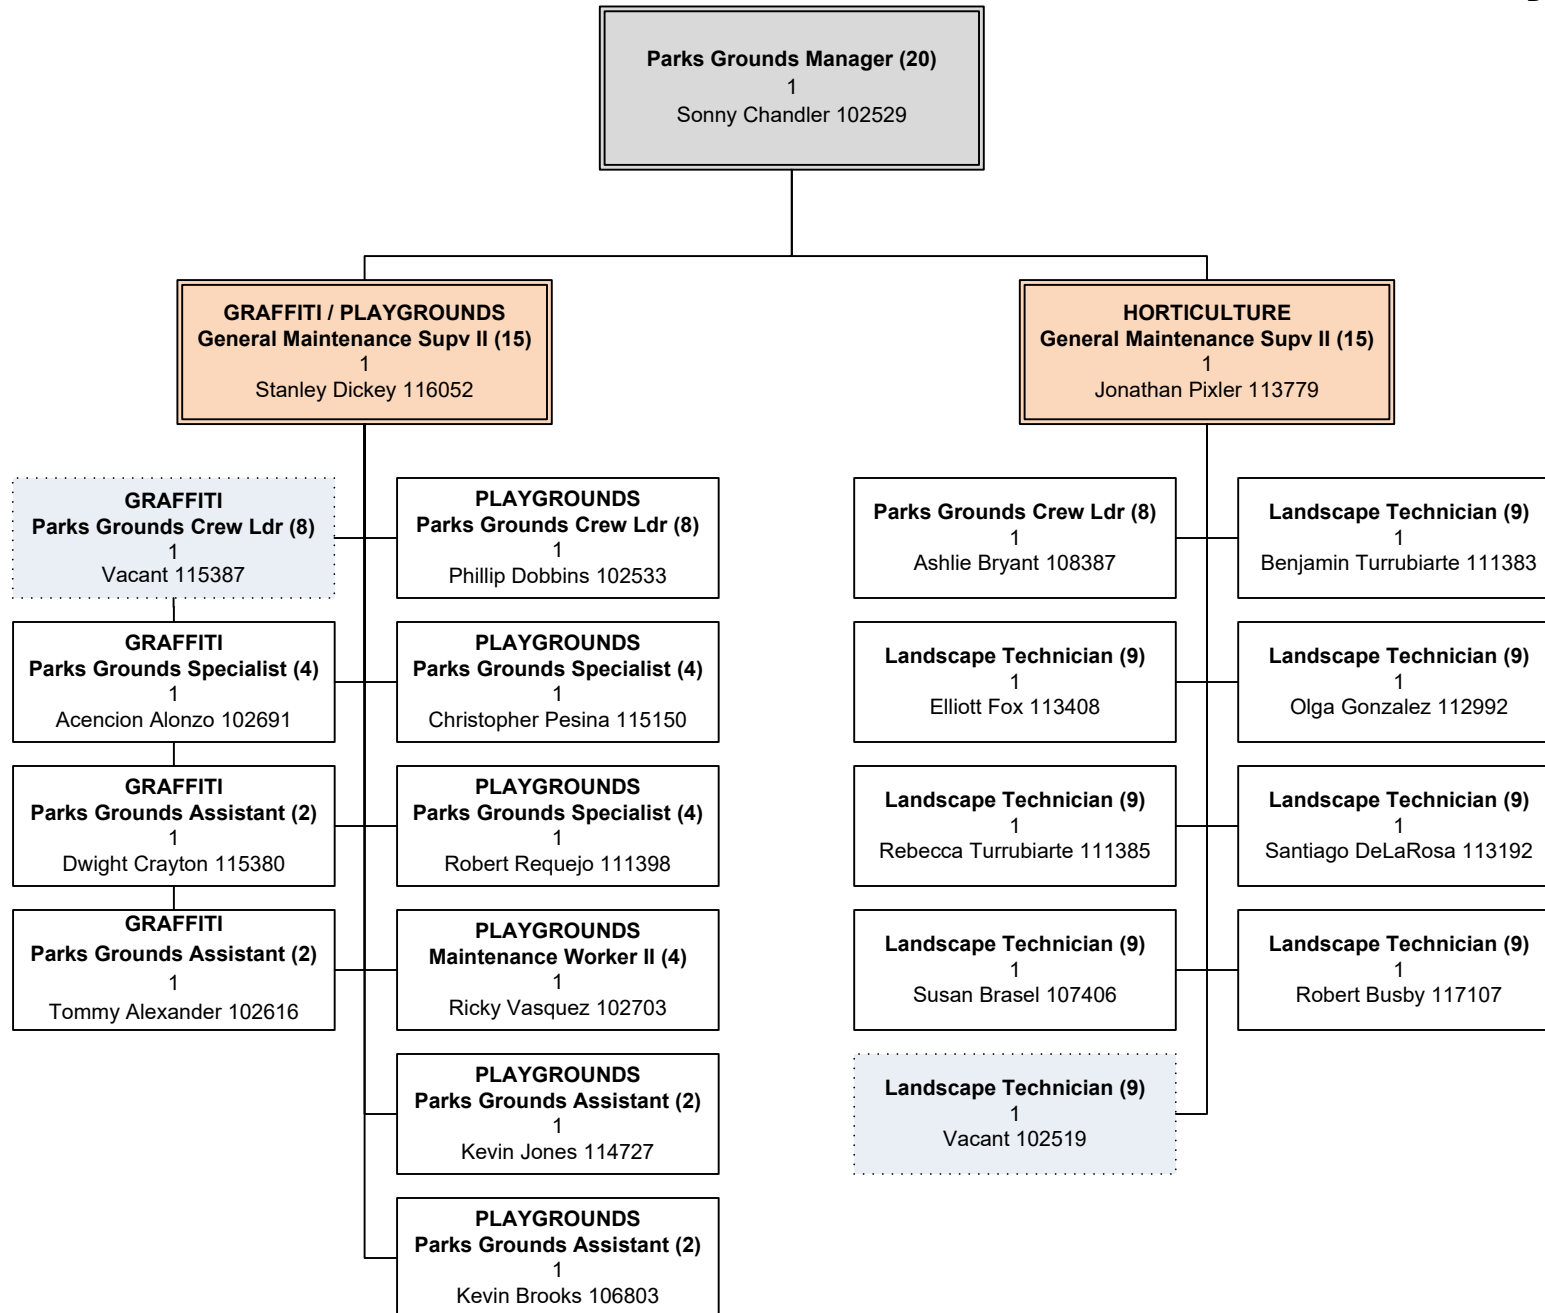 Parks Grounds Manager (20)
1
Sonny Chandler 102529
GRAFFITI / PLAYGROUNDS
General Maintenance Supv II (15)
1
Stanley Dickey 116052
HORTICULTURE
General Maintenance Supv II (15)
1
Jonathan Pixler 113779
GRAFFITI
Parks Grounds Crew Ldr (8)
1
Vacant 115387
PLAYGROUNDS
Parks Grounds Crew Ldr (8)
1
Phillip Dobbins 102533
Parks Grounds Crew Ldr (8)
1
Ashlie Bryant 108387
Landscape Technician (9)
1
Benjamin Turrubiarte 111383
GRAFFITI
Parks Grounds Specialist (4)
1
Acencion Alonzo 102691
PLAYGROUNDS
Parks Grounds Specialist (4)
1
Christopher Pesina 115150
Landscape Technician (9)
1
Elliott Fox 113408
Landscape Technician (9)
1
Olga Gonzalez 112992
GRAFFITI
Parks Grounds Assistant (2)
1
Dwight Crayton 115380
PLAYGROUNDS
Parks Grounds Specialist (4)
1
Robert Requejo 111398
Landscape Technician (9)
1
Rebecca Turrubiarte 111385
Landscape Technician (9)
1
Santiago DeLaRosa 113192
GRAFFITI
Parks Grounds Assistant (2)
1
Tommy Alexander 102616
PLAYGROUNDS
Maintenance Worker II (4)
1
Ricky Vasquez 102703
Landscape Technician (9)
1
Susan Brasel 107406
Landscape Technician (9)
1
Robert Busby 117107
PLAYGROUNDS
Parks Grounds Assistant (2)
1
Kevin Jones 114727
Landscape Technician (9)
1
Vacant 102519
PLAYGROUNDS
Parks Grounds Assistant (2)
1
Kevin Brooks 106803